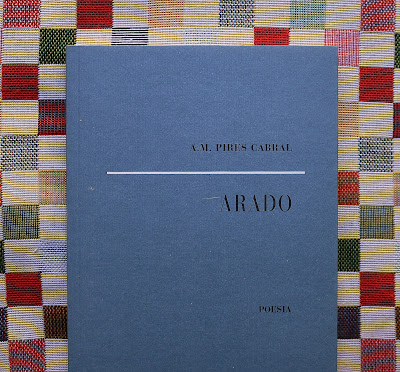 A.M. PIRES CABRAL
ARADO
POESIA